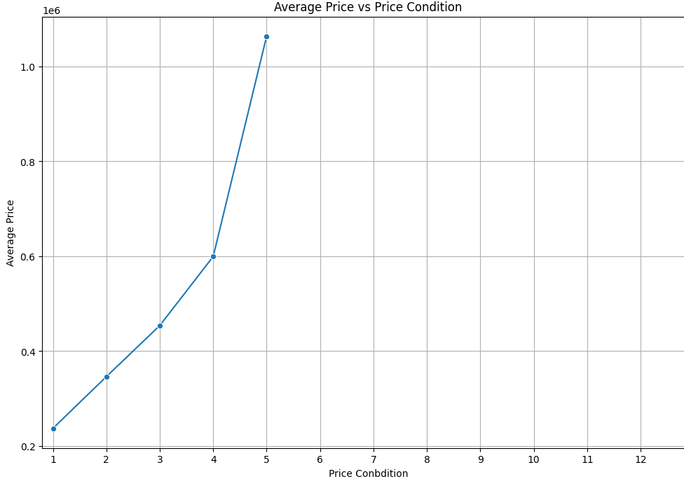 Average Price vs Price Condition
1e6
1.0
0.8
0.6
0.4
0.2
Average Price
1 2 3 4 5 6 7 8 9 10 11 12
Price Conbdition